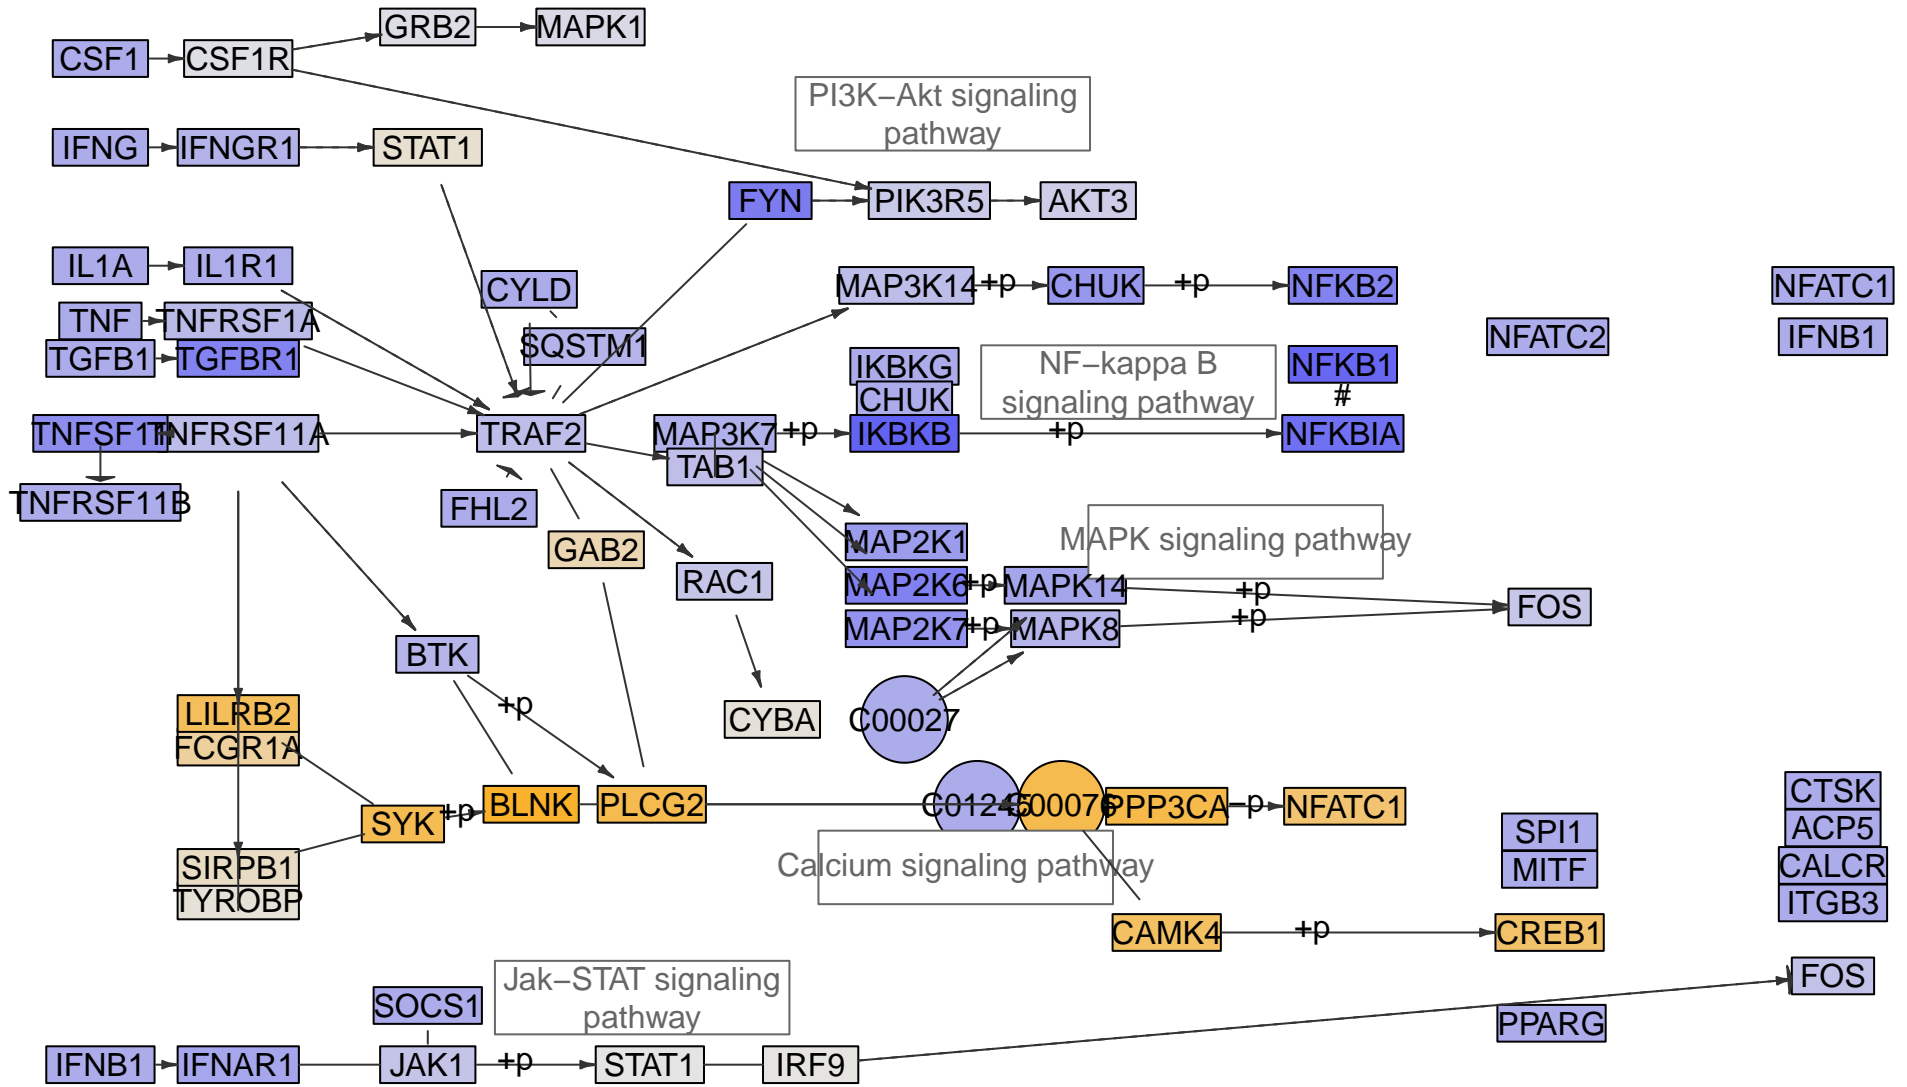 GRB2
MAPK1
CSF1
CSF1R
PI3K−Akt signaling
pathway
IFNG
IFNGR1
STAT1
FYN
PIK3R5
AKT3
IL1A
IL1R1
CYLD
MAP3K14
+p
CHUK
+p
NFKB2
NFATC1
TNF
TNFRSF1A
SQSTM1
NFATC2
IFNB1
TGFB1
TGFBR1
IKBKG
NF−kappa B
signaling pathway
NFKB1
CHUK
#
TNFRSF11A
TRAF2
MAP3K7
+p
IKBKB
+p
NFKBIA
TAB1
TNFRSF11B
FHL2
GAB2
MAP2K1
MAPK signaling pathway
RAC1
MAP2K6
+p
MAPK14
+p
FOS
MAP2K7
+p
MAPK8
+p
BTK
+p
LILRB2
FCGR1A
CYBA
C00027
SYK
+p
BLNK
PLCG2
C00076
PPP3CA
−p
NFATC1
CTSK
ACP5
CALCR
ITGB3
SPI1
MITF
Calcium signaling pathway
SIRPB1
TYROBP
CAMK4
+p
CREB1
Jak−STAT signaling
pathway
FOS
SOCS1
PPARG
IFNB1
IFNAR1
JAK1
+p
STAT1
IRF9